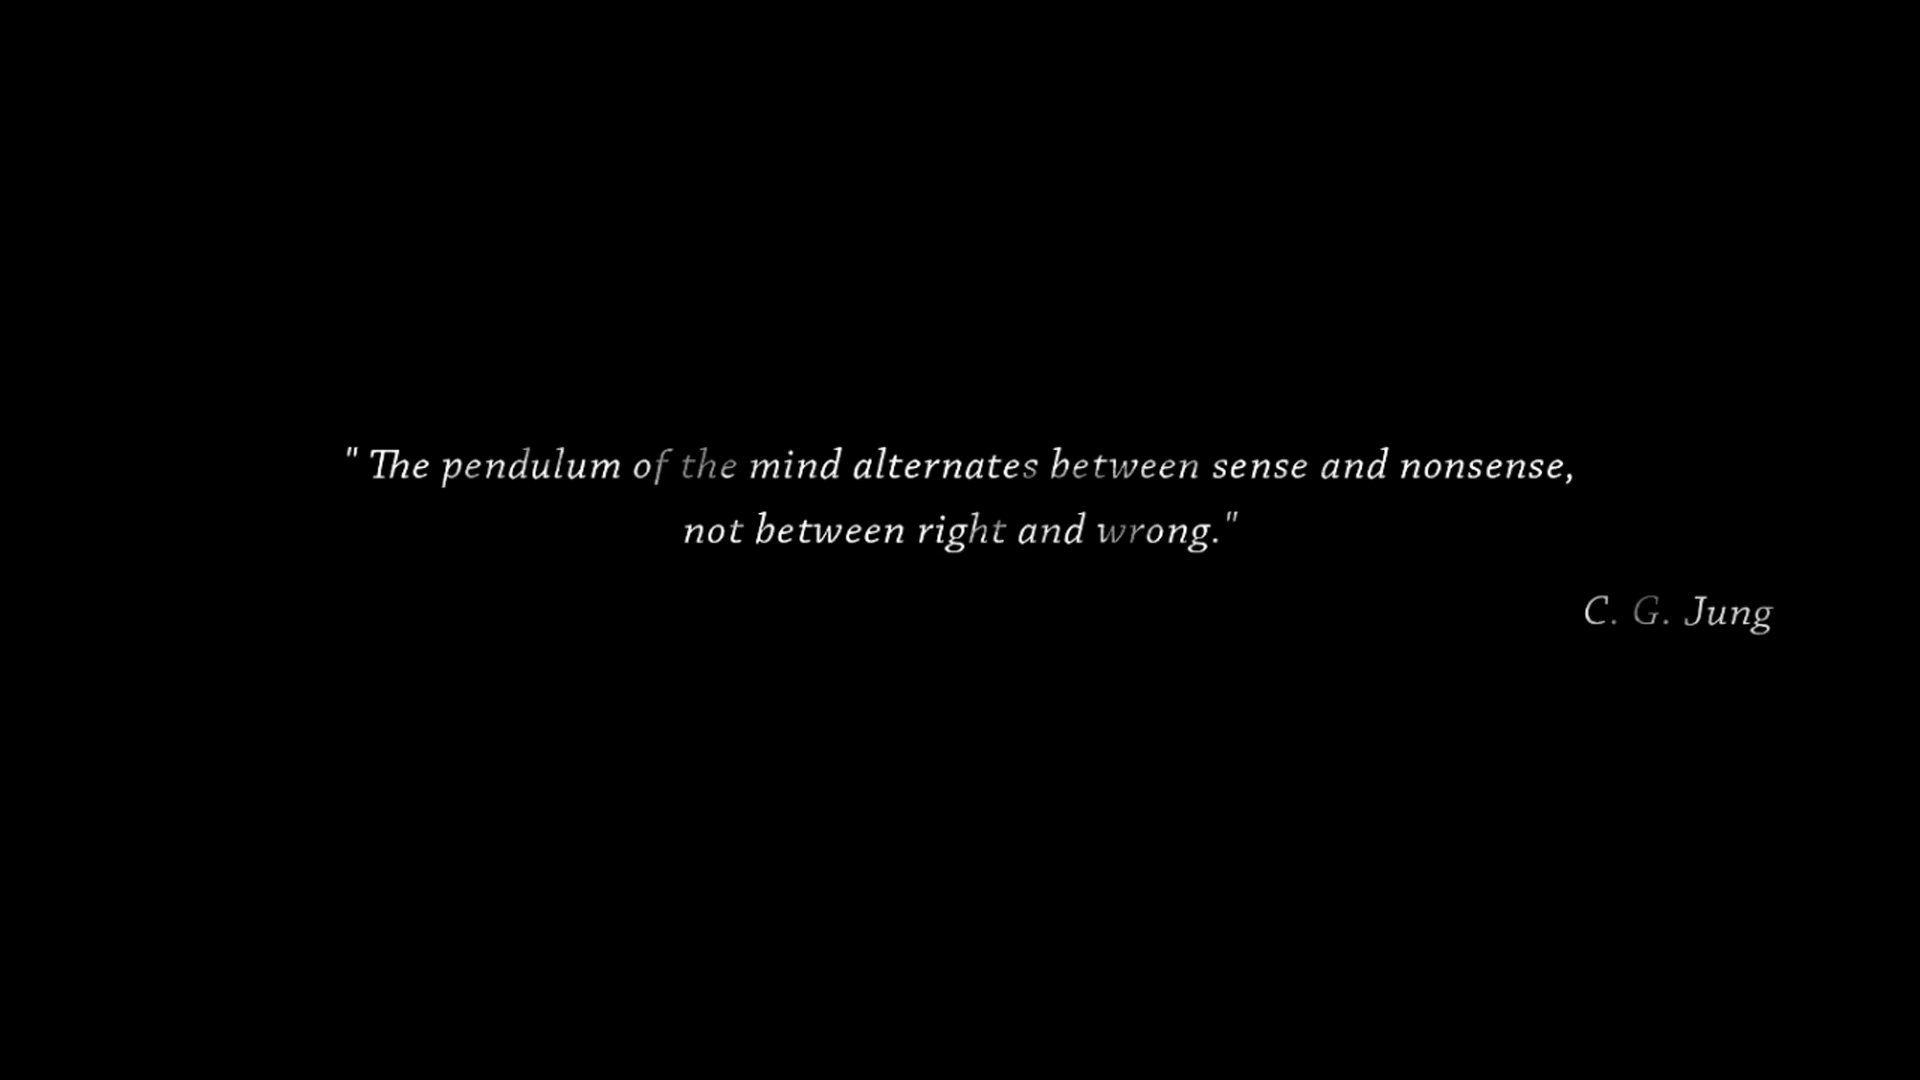 " The pendulum of the mind alternates between sense and nonsense,
not between right and wrong."
C. G. Jung